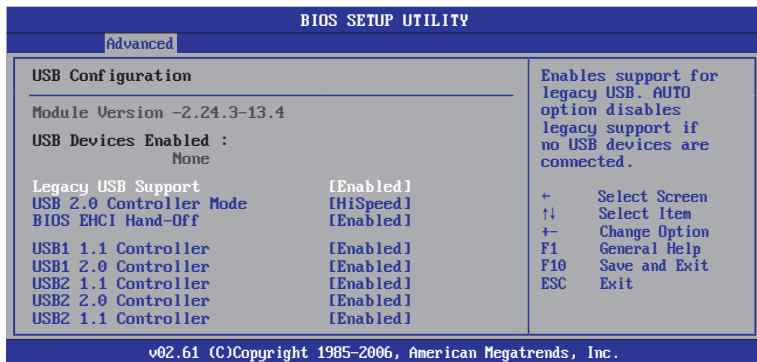 BIOS SETUP UTILITY
Advanced
USB Configuration
Module Version -2.24.3-13.4
USB Devices Enabled :
None
Legacy USB Support [Enabled]
USB 2.0 Controller Mode [HiSpeed]
BIOS EHCI Hand-Off [Enabled]
USB1 1.1 Controller [Enabled]
USB1 2.0 Controller [Enabled]
USB2 1.1 Controller [Enabled]
USB2 2.0 Controller [Enabled]
USB2 1.1 Controller [Enabled]
Enables support for
legacy USB. AUTO
option disables
legacy support if
no USB devices are
connected.
← Select Screen
↑↓ Select Item
+- Change Option
F1 General Help
F10 Save and Exit
ESC Exit
v02.61 (C)Copyright 1985-2006, American Megatrends, Inc.